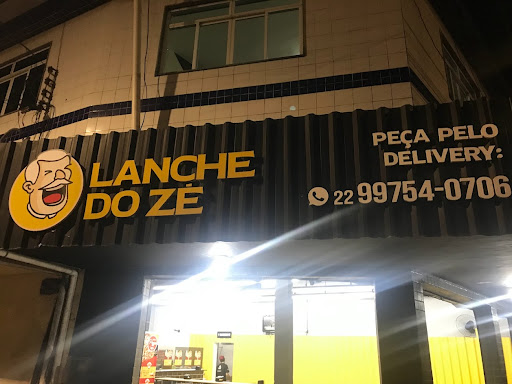 LANCHE
DO ZÉ
PEÇA PELO
DELIVERY:
22 99754-0706